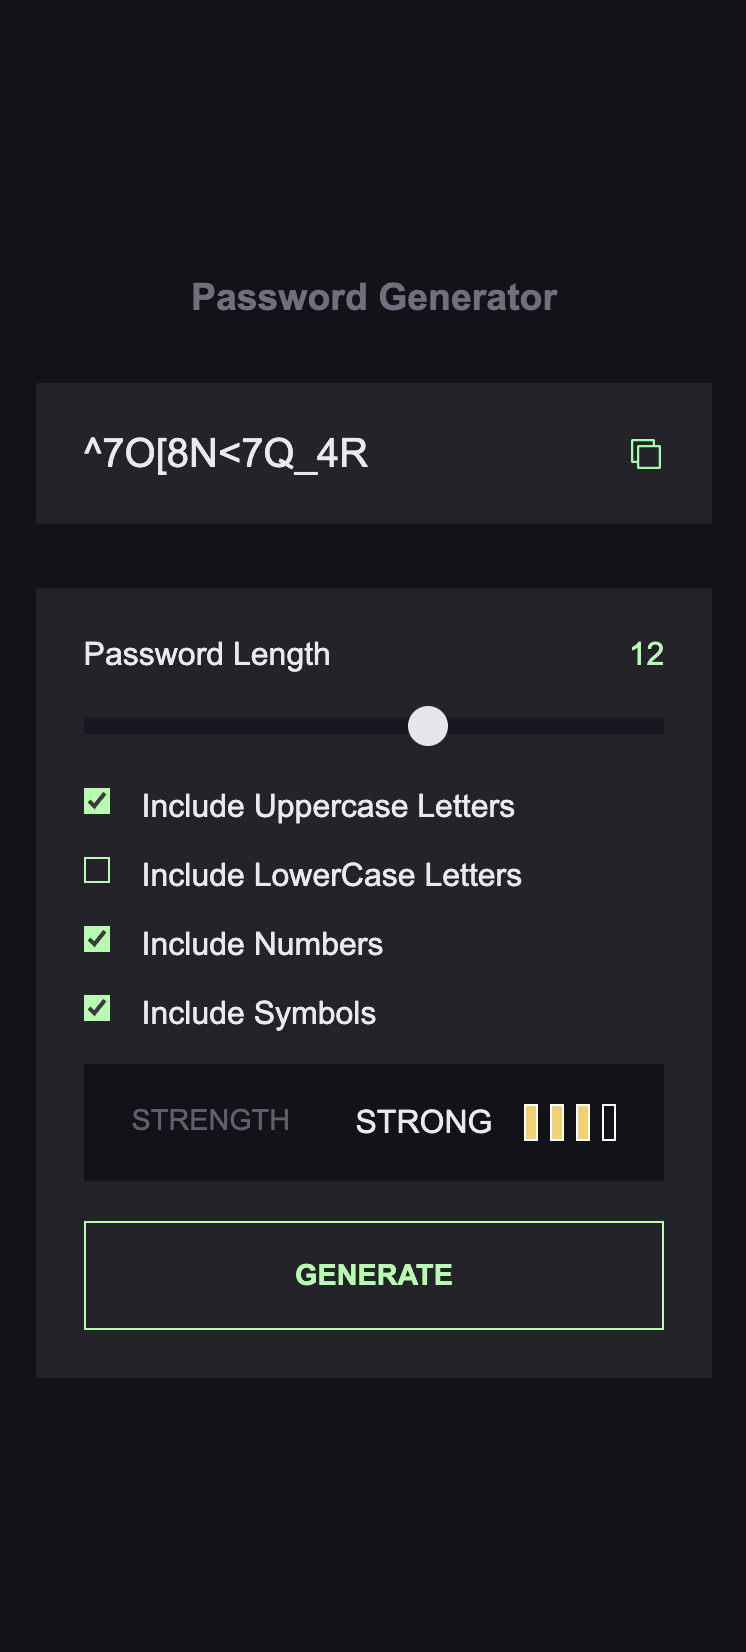 Password Generator
^7O[8N<7Q_4R
Password Length 12
Include Uppercase Letters
Include LowerCase Letters
Include Numbers
Include Symbols
STRENGTH STRONG
GENERATE